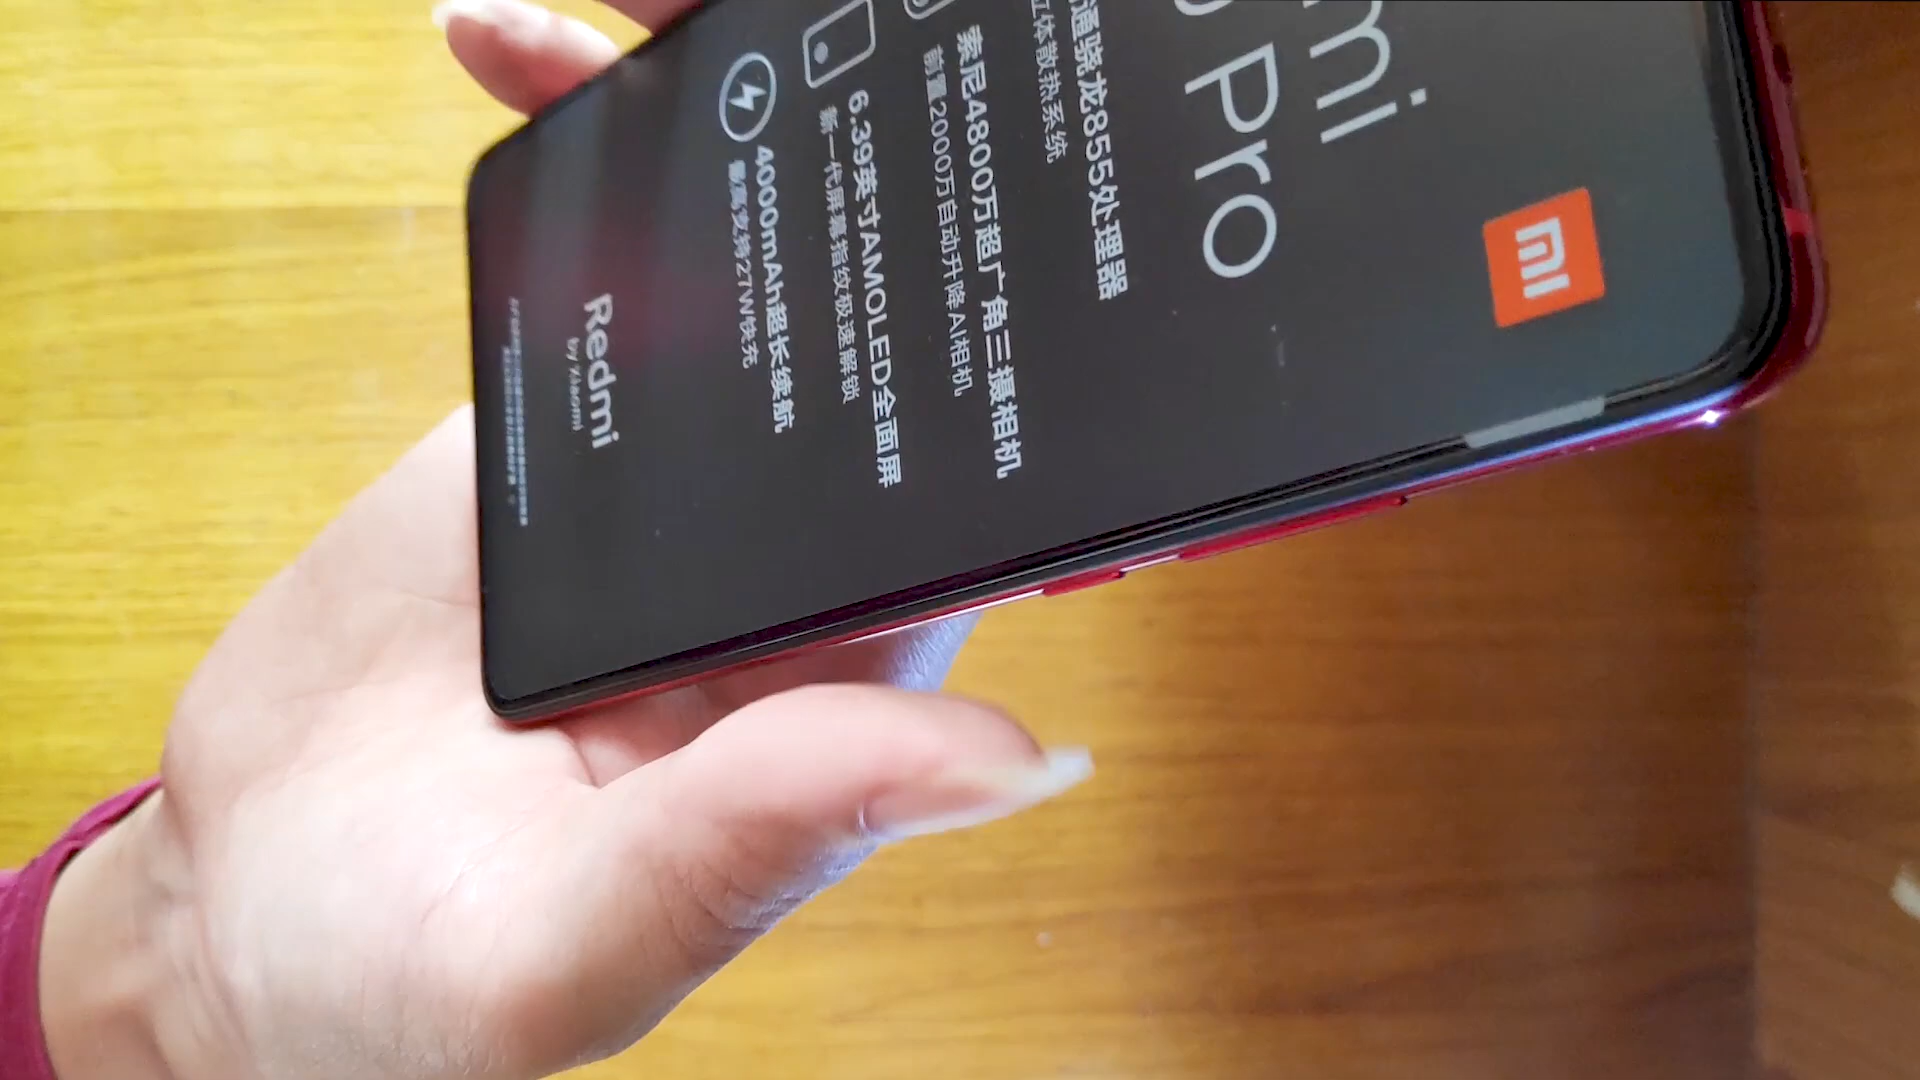 MI
mi
Pro
通骁龙855处理器
立体散热系统
索尼4800万超广角三摄相机
前置2000万自动升降AI相机
6.39英寸AMOLED全面屏
新一代屏幕指纹极速解锁
4000mAh超长续航
最高支持27W快充
Redmi
by Xiaomi